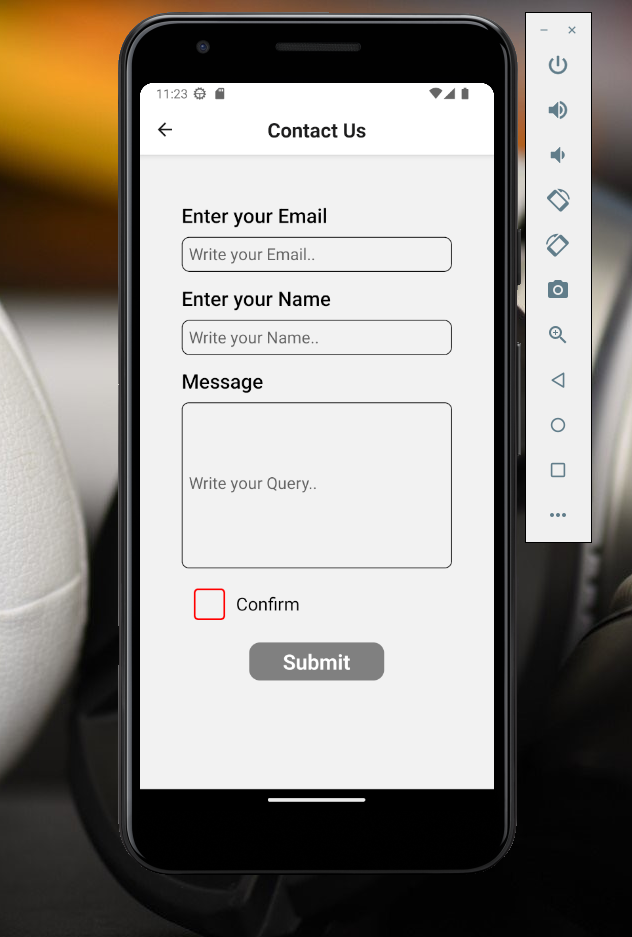 11:23
Contact Us
Enter your Email
Write your Email..
Enter your Name
Write your Name..
Message
Write your Query..
Confirm
Submit